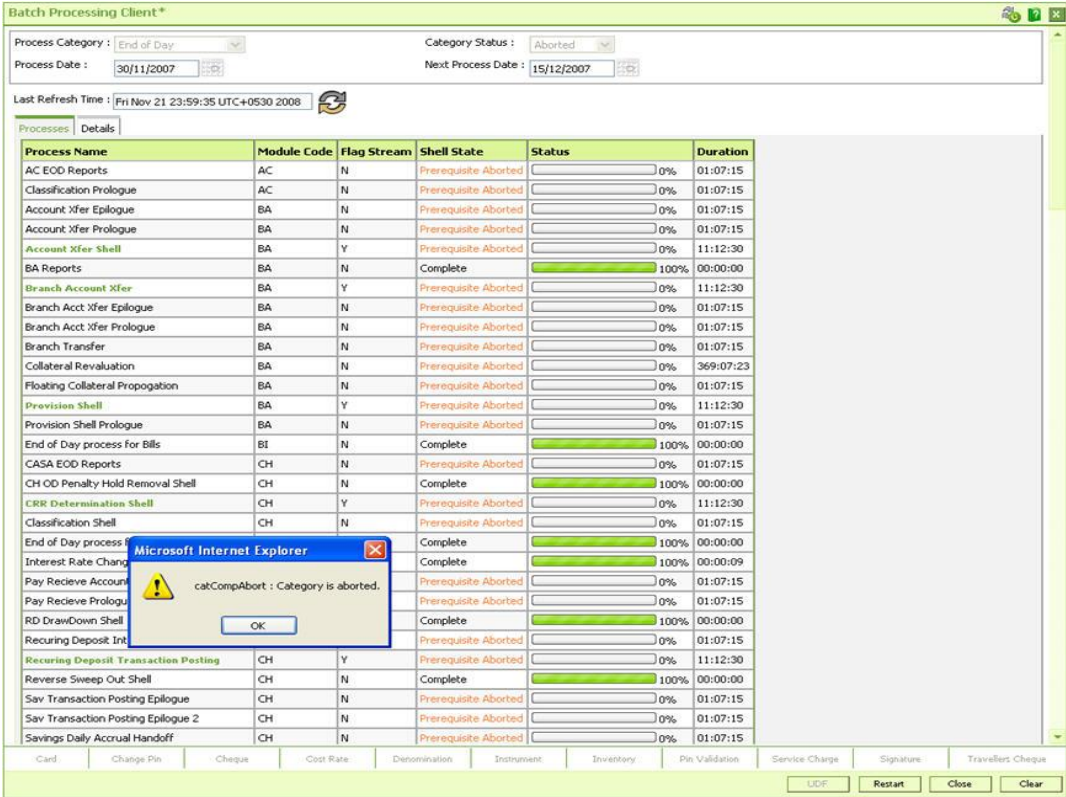 Batch Processing Client*
Process Category : End of Day Category Status : Aborted
Process Date : 30/11/2007 Next Process Date : 15/12/2007
Last Refresh Time : Fri Nov 21 23:59:35 UTC+0530 2008
Processes Details
Process Name Module Code Flag Stream Shell State Status Duration
AC EOD Reports AC N Prerequisite Aborted 0% 01:07:15
Classification Prologue AC N Prerequisite Aborted 0% 01:07:15
Account Xfer Epilogue BA N Prerequisite Aborted 0% 01:07:15
Account Xfer Prologue BA N Prerequisite Aborted 0% 01:07:15
Account Xfer Shell BA Y Prerequisite Aborted 0% 11:12:30
BA Reports BA N Complete 100% 00:00:00
Branch Account Xfer BA Y Prerequisite Aborted 0% 11:12:30
Branch Acct Xfer Epilogue BA N Prerequisite Aborted 0% 01:07:15
Branch Acct Xfer Prologue BA N Prerequisite Aborted 0% 01:07:15
Branch Transfer BA N Prerequisite Aborted 0% 01:07:15
Collateral Revaluation BA N Prerequisite Aborted 0% 369:07:23
Floating Collateral Propogation BA N Prerequisite Aborted 0% 01:07:15
Provision Shell BA Y Prerequisite Aborted 0% 11:12:30
Provision Shell Prologue BA N Prerequisite Aborted 0% 01:07:15
End of Day process for Bills BI N Complete 100% 00:00:00
CASA EOD Reports CH N Prerequisite Aborted 0% 01:07:15
CH OD Penalty Hold Removal Shell CH N Complete 100% 00:00:00
CRR Determination Shell CH Y Prerequisite Aborted 0% 11:12:30
Classification Shell CH N Prerequisite Aborted 0% 01:07:15
End of Day process Complete 100% 00:00:00
Interest Rate Chang Complete 100% 00:00:09
Pay Recieve Account Prerequisite Aborted 0% 01:07:15
Pay Recieve Prologu Prerequisite Aborted 0% 01:07:15
RD DrawDown Shell Complete 100% 00:00:00
Recuring Deposit Int Prerequisite Aborted 0% 01:07:15
Microsoft Internet Explorer
catCompAbort : Category is aborted.
OK
Recuring Deposit Transaction Posting CH Y Prerequisite Aborted 0% 11:12:30
Reverse Sweep Out Shell CH N Complete 100% 00:00:00
Sav Transaction Posting Epilogue CH N Prerequisite Aborted 0% 01:07:15
Sav Transaction Posting Epilogue 2 CH N Prerequisite Aborted 0% 01:07:15
Savings Daily Accrual Handoff CH N Prerequisite Aborted 0% 01:07:15
Card Change Pin Cheque Cost Rate Denomination Instrument Inventory Pin Validation Service Charge Signature Travellers Cheque
UDF Restart Close Clear